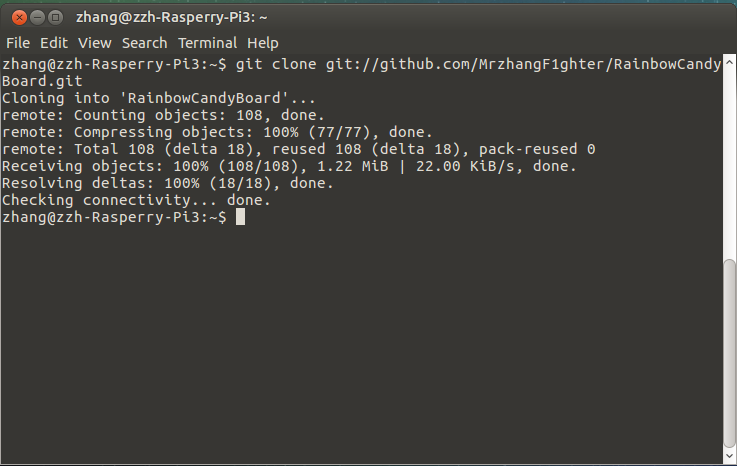 zhang@zzh-Rasperry-Pi3: ~
File Edit View Search Terminal Help
zhang@zzh-Rasperry-Pi3:~$ git clone git://github.com/MrzhangF1ghter/RainbowCandy
Board.git
Cloning into 'RainbowCandyBoard'...
remote: Counting objects: 108, done.
remote: Compressing objects: 100% (77/77), done.
remote: Total 108 (delta 18), reused 108 (delta 18), pack-reused 0
Receiving objects: 100% (108/108), 1.22 MiB | 22.00 KiB/s, done.
Resolving deltas: 100% (18/18), done.
Checking connectivity... done.
zhang@zzh-Rasperry-Pi3:~$